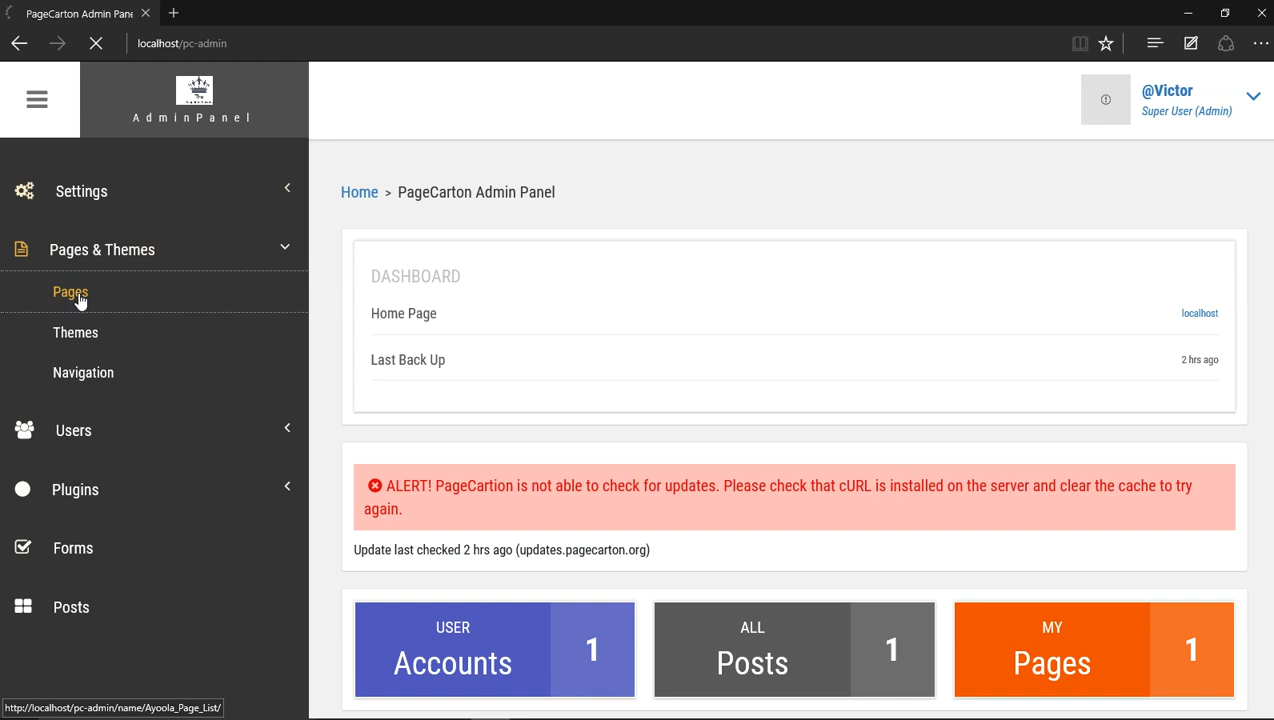 PageCarton Admin Pane
localhost/pc-admin
AdminPanel
@Victor
Super User (Admin)
Settings
Home > PageCarton Admin Panel
Pages & Themes
Pages
Themes
Navigation
Users
Plugins
Forms
Posts
DASHBOARD
Home Page localhost
Last Back Up 2 hrs ago
ALERT! PageCartion is not able to check for updates. Please check that cURL is installed on the server and clear the cache to try
again.
Update last checked 2 hrs ago (updates.pagecarton.org)
USER
Accounts 1
ALL
Posts 1
MY
Pages 1
http://localhost/pc-admin/name/Ayoola_Page_List/